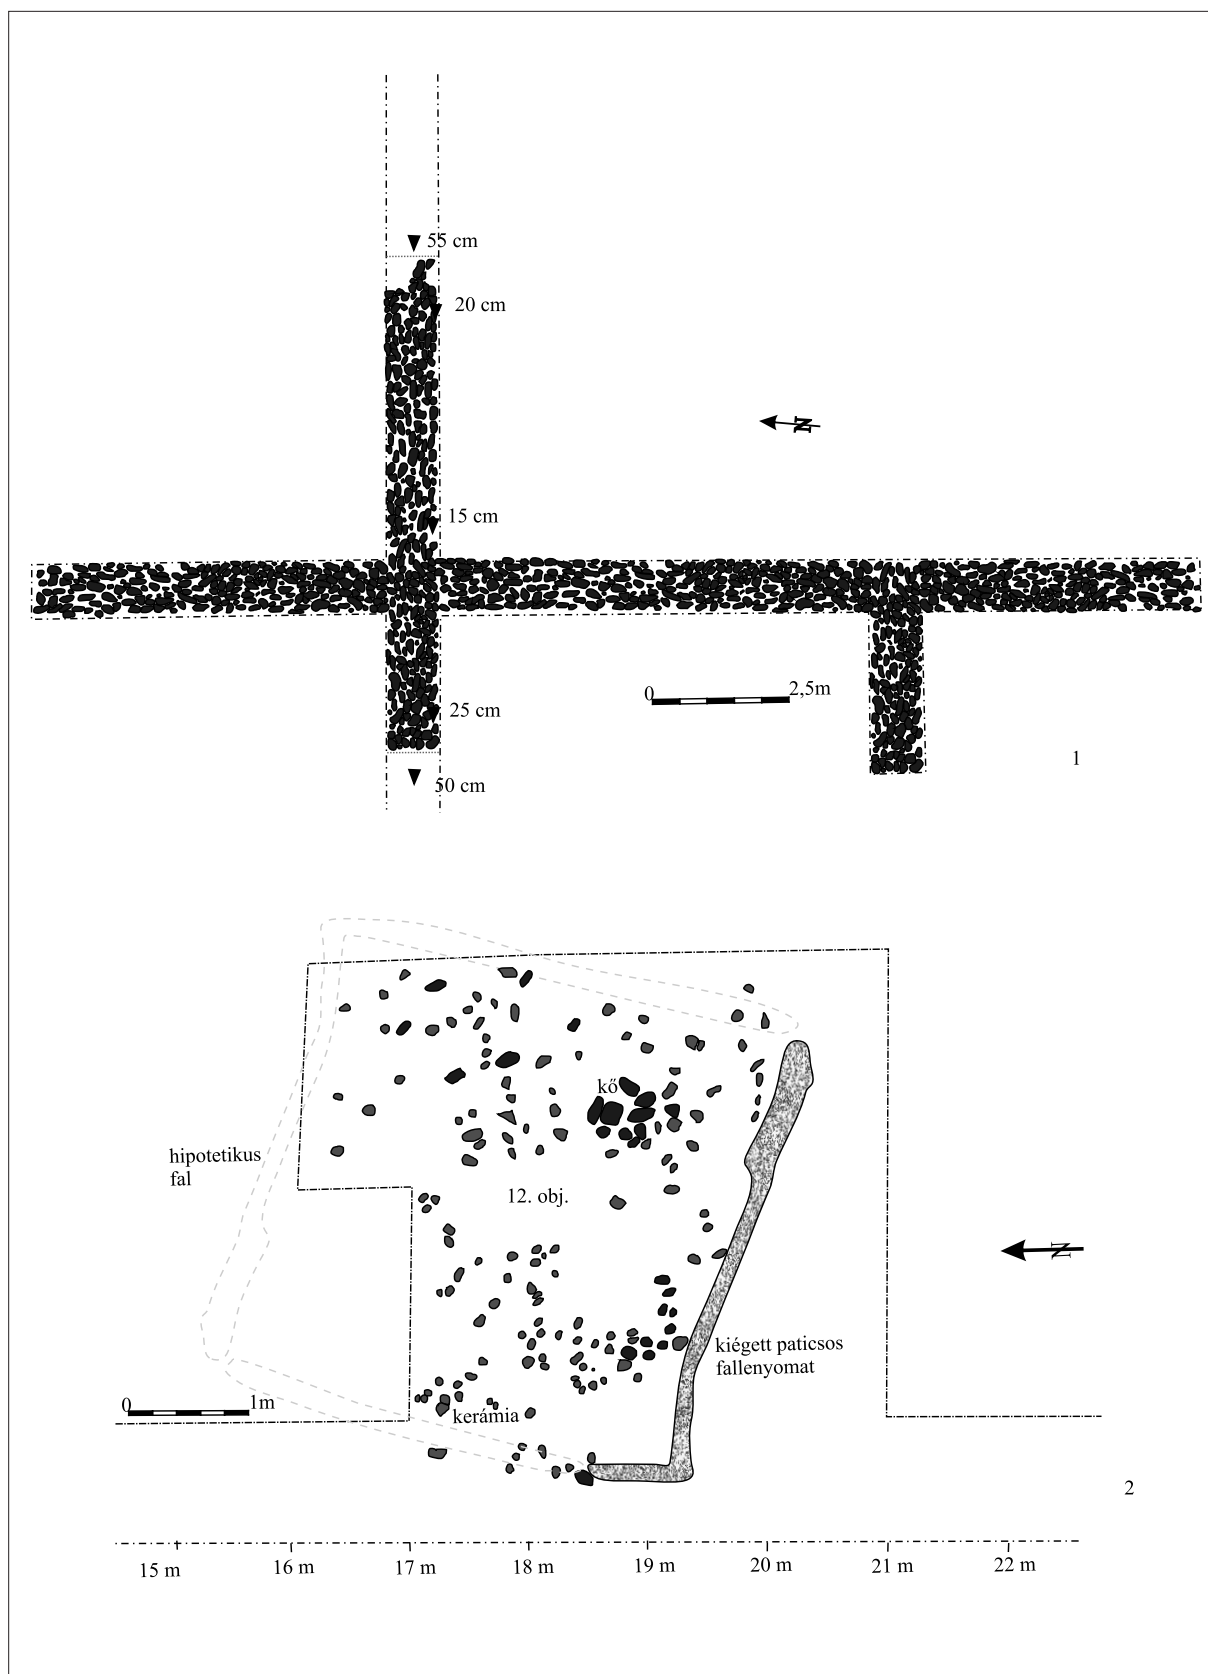 55 cm
20 cm
N
15 cm
0 2,5m
25 cm
1
50 cm
kő
hipotetikus
fal
12. obj.
N
kiégett paticsos
fallenyomat
0 1m
kerámia
2
15 m 16 m 17 m 18 m 19 m 20 m 21 m 22 m